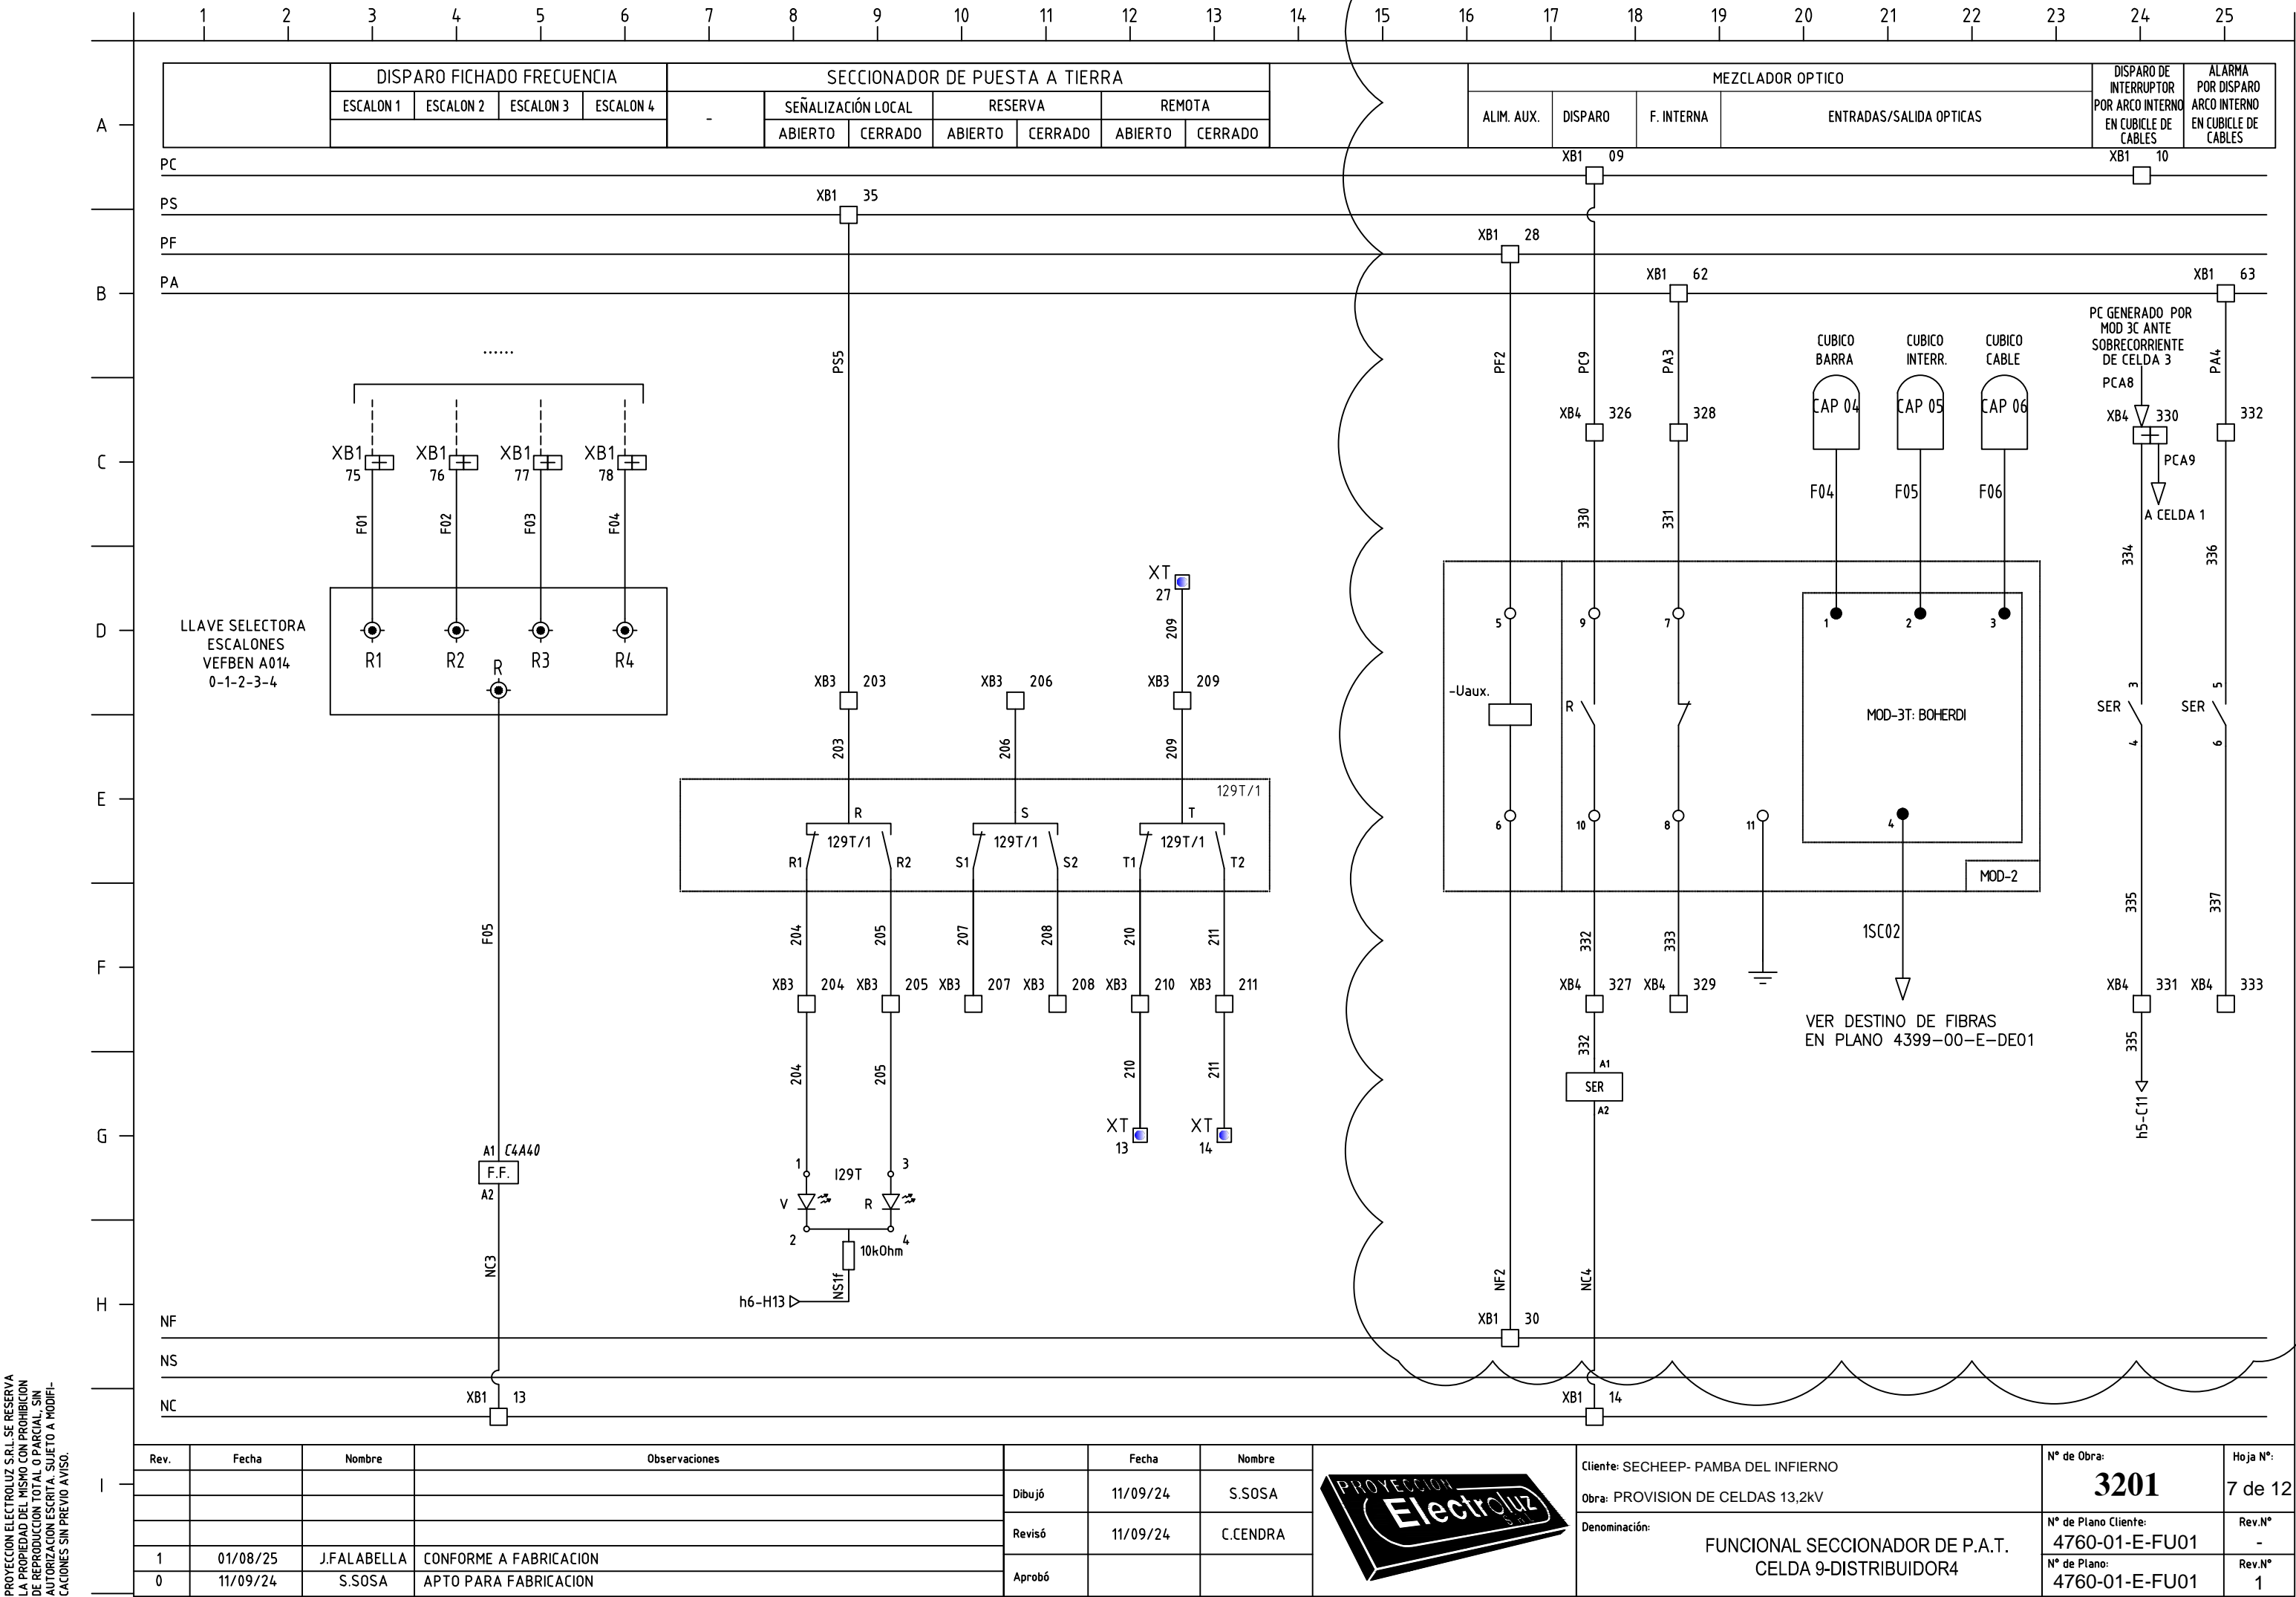 1 2 3 4 5 6 7 8 9 10 11 12 13 14 15 16 17 18 19 20 21 22 23 24 25
A
B
C
D
E
F
G
H
I
DISPARO FICHADO FRECUENCIA
ESCALON 1 ESCALON 2 ESCALON 3 ESCALON 4
SECCIONADOR DE PUESTA A TIERRA
-
SEÑALIZACIÓN LOCAL RESERVA REMOTA
ABIERTO CERRADO ABIERTO CERRADO ABIERTO CERRADO
MEZCLADOR OPTICO
ALIM. AUX. DISPARO F. INTERNA ENTRADAS/SALIDA OPTICAS
DISPARO DE
INTERRUPTOR
POR ARCO INTERNO
EN CUBICLE DE
CABLES
ALARMA
POR DISPARO
ARCO INTERNO
EN CUBICLE DE
CABLES
PC
XB1 09
XB1 10
PS
XB1 35
PF
XB1 28
PA
XB1 62
XB1 63
......
XB1
75
XB1
76
XB1
77
XB1
78
F01
F02
F03
F04
LLAVE SELECTORA
ESCALONES
VEFBEN A014
0-1-2-3-4
R1 R2 R3 R4
R
F05
A1 C4A40
F.F.
A2
NC3
XB1 13
PS5
XB3 203
203
XB3 206
206
XT
27
209
XB3 209
209
129T/1
R
129T/1
R1 R2
S
129T/1
S1 S2
T
129T/1
T1 T2
204
205
207
208
210
211
XB3 204
XB3 205
XB3 207
XB3 208
XB3 210
XB3 211
204
205
210
211
XT
13
XT
14
1 I29T 3
V R
2 4
10kOhm
NS1f
h6-H13
PF2
PC9
PA3
XB4 326
328
330
331
CUBICO
BARRA
CUBICO
INTERR.
CUBICO
CABLE
CAP 04
CAP 05
CAP 06
F04
F05
F06
PC GENERADO POR
MOD 3C ANTE
SOBRECORRIENTE
DE CELDA 3
PCA8
XB4 330
PCA9
A CELDA 1
PA4
332
334
336
5 9 7 1 2 3
-Uaux.
R
MOD-3T: BOHERDI
6 10 8 11 4
MOD-2
3
SER
4
5
SER
6
332
333
335
337
1SC02
XB4 327
XB4 329
VER DESTINO DE FIBRAS
EN PLANO 4399-00-E-DE01
XB4 331
XB4 333
332
A1
SER
A2
335
h5-C11
NF2
NC4
NF
XB1 30
NS
NC
XB1 14
PROYECCION ELECTROLUZ S.R.L.SE RESERVA
LA PROPIEDAD DEL MISMO CON PROHIBICION
DE REPRODUCCION TOTAL O PARCIAL, SIN
AUTORIZACION ESCRITA. SUJETO A MODIFI-
CACIONES SIN PREVIO AVISO.
Rev. Fecha Nombre Observaciones
1 01/08/25 J.FALABELLA CONFORME A FABRICACION
0 11/09/24 S.SOSA APTO PARA FABRICACION
Fecha Nombre
Dibujó 11/09/24 S.SOSA
Revisó 11/09/24 C.CENDRA
Aprobó
PROYECCION
Electroluz
S.R.L.
Cliente: SECHEEP- PAMBA DEL INFIERNO
Obra: PROVISION DE CELDAS 13,2kV
Denominación:
FUNCIONAL SECCIONADOR DE P.A.T.
CELDA 9-DISTRIBUIDOR4
N° de Obra:
3201
Hoja N°:
7 de 12
N° de Plano Cliente:
4760-01-E-FU01
Rev.N°
-
N° de Plano:
4760-01-E-FU01
Rev.N°
1